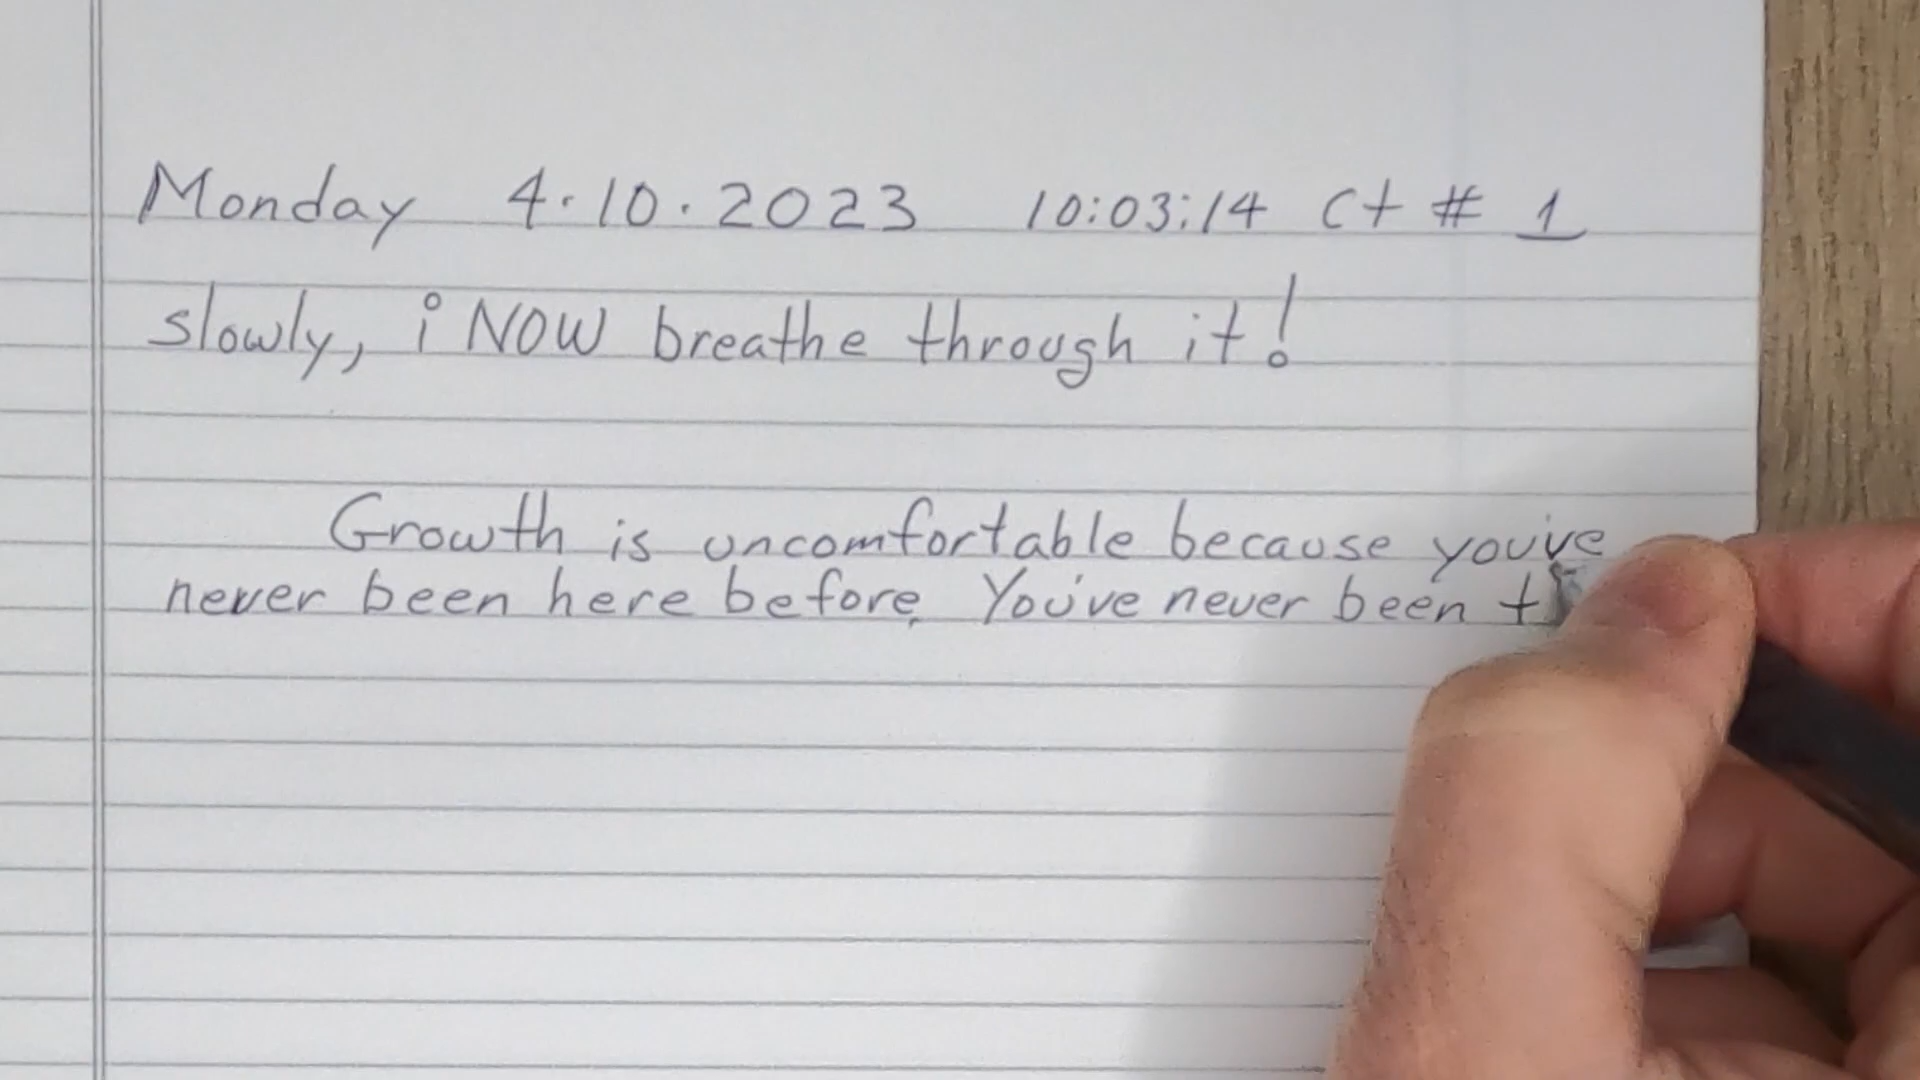 Monday 4.10.2023 10:03:14 Ct # 1
slowly, i NOW breathe through it!
Growth is uncomfortable because you've
never been here before. You've never been